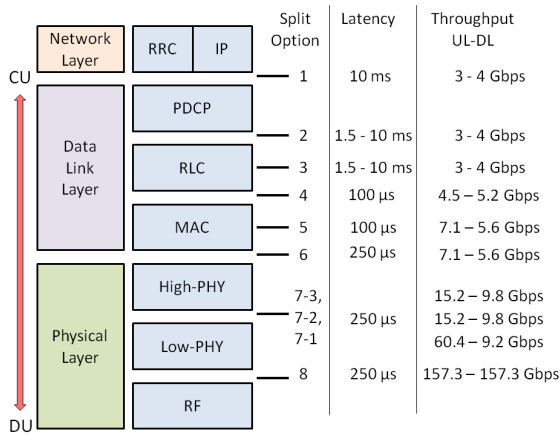 Split Option
Latency
Throughput UL-DL
Network Layer
RRC
IP
CU
1 10 ms 3 - 4 Gbps
PDCP
2 1.5 - 10 ms 3 - 4 Gbps
Data Link Layer
RLC
3 1.5 - 10 ms 3 - 4 Gbps
4 100 µs 4.5 – 5.2 Gbps
MAC
5 100 µs 7.1 – 5.6 Gbps
6 250 µs 7.1 – 5.6 Gbps
High-PHY
7-3, 15.2 – 9.8 Gbps
7-2, 250 µs 15.2 – 9.8 Gbps
7-1 60.4 – 9.2 Gbps
Physical Layer
Low-PHY
8 250 µs 157.3 – 157.3 Gbps
RF
DU